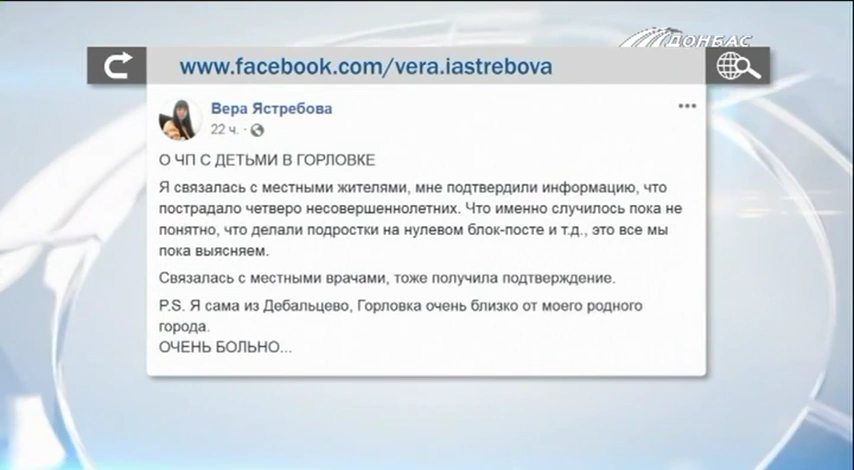 ДОНБАС
www.facebook.com/vera.iastrebova
Вера Ястребова
22 ч. ·
О ЧП С ДЕТЬМИ В ГОРЛОВКЕ
Я связалась с местными жителями, мне подтвердили информацию, что
пострадало четверо несовершеннолетних. Что именно случилось пока не
понятно, что делали подростки на нулевом блок-посте и т.д., это все мы
пока выясняем.
Связалась с местными врачами, тоже получила подтверждение.
P.S. Я сама из Дебальцево, Горловка очень близко от моего родного
города.
ОЧЕНЬ БОЛЬНО...